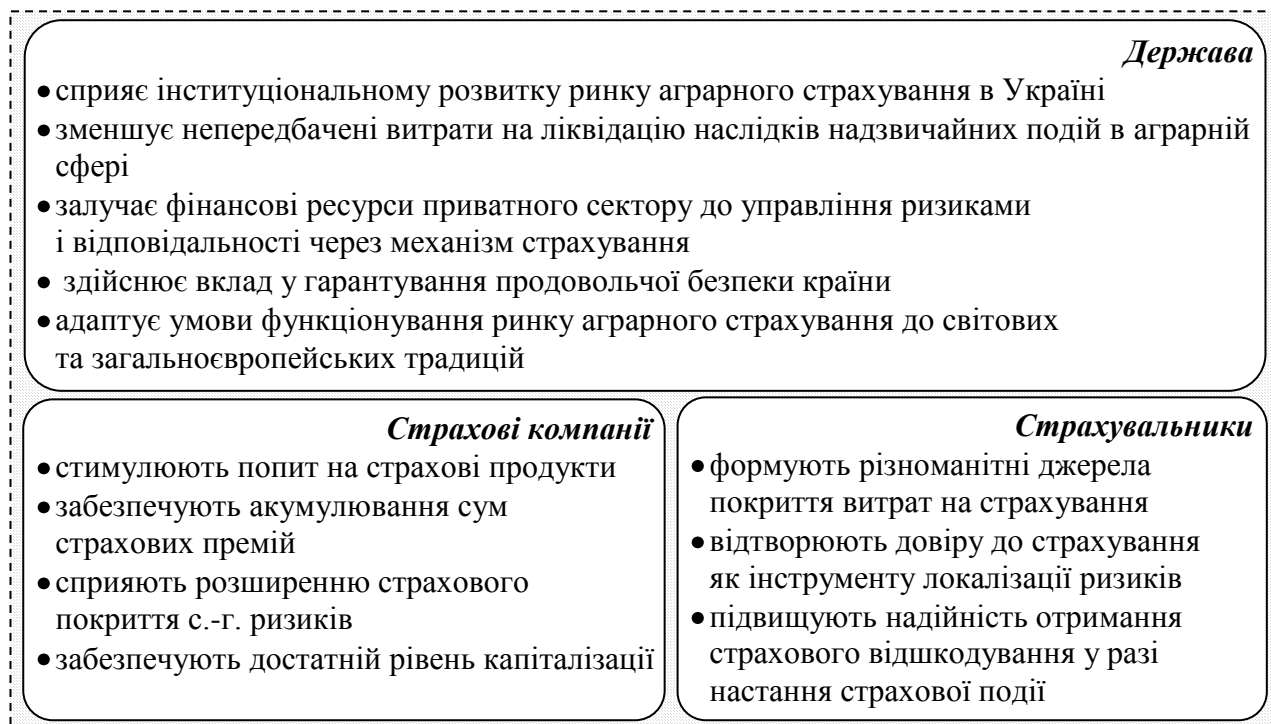 Держава
• сприяє інституціональному розвитку ринку аграрного страхування в Україні
• зменшує непередбачені витрати на ліквідацію наслідків надзвичайних подій в аграрній
сфері
• залучає фінансові ресурси приватного сектору до управління ризиками
і відповідальності через механізм страхування
• здійснює вклад у гарантування продовольчої безпеки країни
• адаптує умови функціонування ринку аграрного страхування до світових
та загальноєвропейських традицій
Страхові компанії
• стимулюють попит на страхові продукти
• забезпечують акумулювання сум
страхових премій
• сприяють розширенню страхового
покриття с.-г. ризиків
• забезпечують достатній рівень капіталізації
Страхувальники
• формують різноманітні джерела
покриття витрат на страхування
• відтворюють довіру до страхування
як інструменту локалізації ризиків
• підвищують надійність отримання
страхового відшкодування у разі
настання страхової події